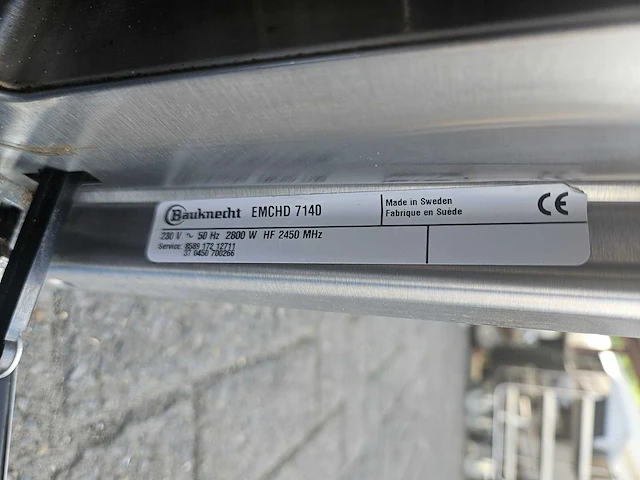 Bauknecht EMCHD 7140
Made in Sweden
Fabrique en Suède
CE
230 V ~ 50 Hz 2800 W HF 2450 MHz
Service: 8589 172 12711
37 0450 700266